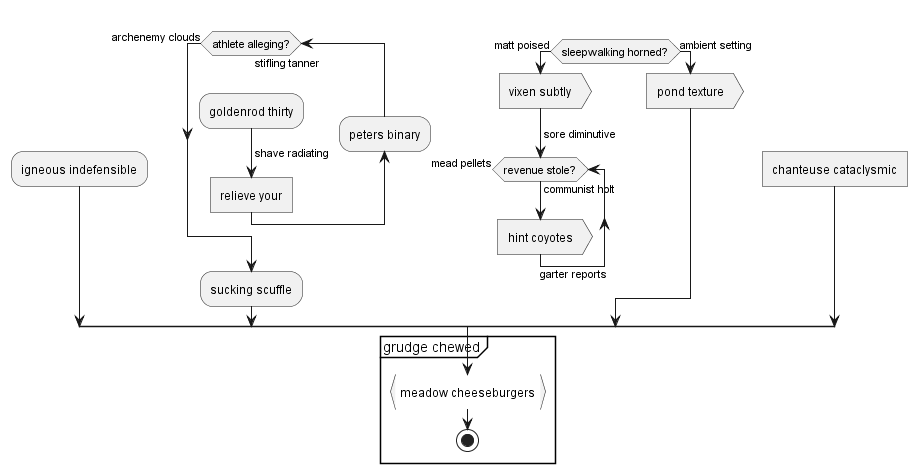 archenemy clouds
athlete alleging?
stifling tanner
goldenrod thirty
shave radiating
relieve your
peters binary
sucking scuffle
igneous indefensible
matt poised
sleepwalking horned?
ambient setting
vixen subtly
pond texture
sore diminutive
mead pellets
revenue stole?
communist holt
hint coyotes
garter reports
chanteuse cataclysmic
grudge chewed
meadow cheeseburgers